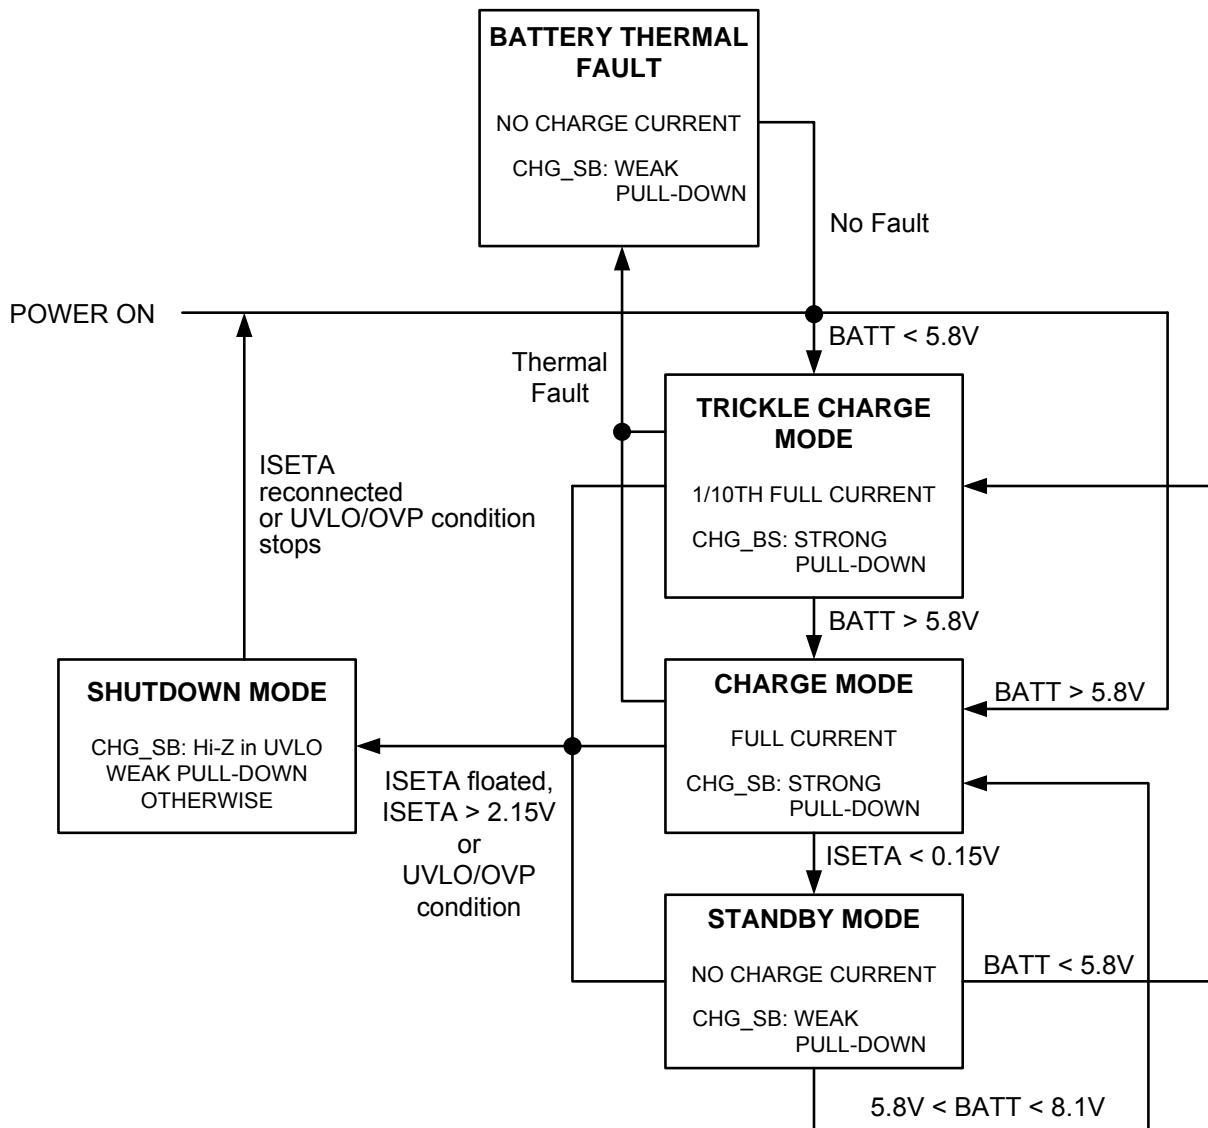 BATTERY THERMAL
FAULT
NO CHARGE CURRENT
CHG_SB: WEAK
PULL-DOWN
No Fault
POWER ON
BATT < 5.8V
Thermal
Fault
TRICKLE CHARGE
MODE
1/10TH FULL CURRENT
CHG_BS: STRONG
PULL-DOWN
ISETA
reconnected
or UVLO/OVP condition
stops
BATT > 5.8V
SHUTDOWN MODE
CHG_SB: Hi-Z in UVLO
WEAK PULL-DOWN
OTHERWISE
CHARGE MODE
FULL CURRENT
CHG_SB: STRONG
PULL-DOWN
BATT > 5.8V
ISETA floated,
ISETA > 2.15V
or
UVLO/OVP
condition
ISETA < 0.15V
STANDBY MODE
NO CHARGE CURRENT
CHG_SB: WEAK
PULL-DOWN
BATT < 5.8V
5.8V < BATT < 8.1V